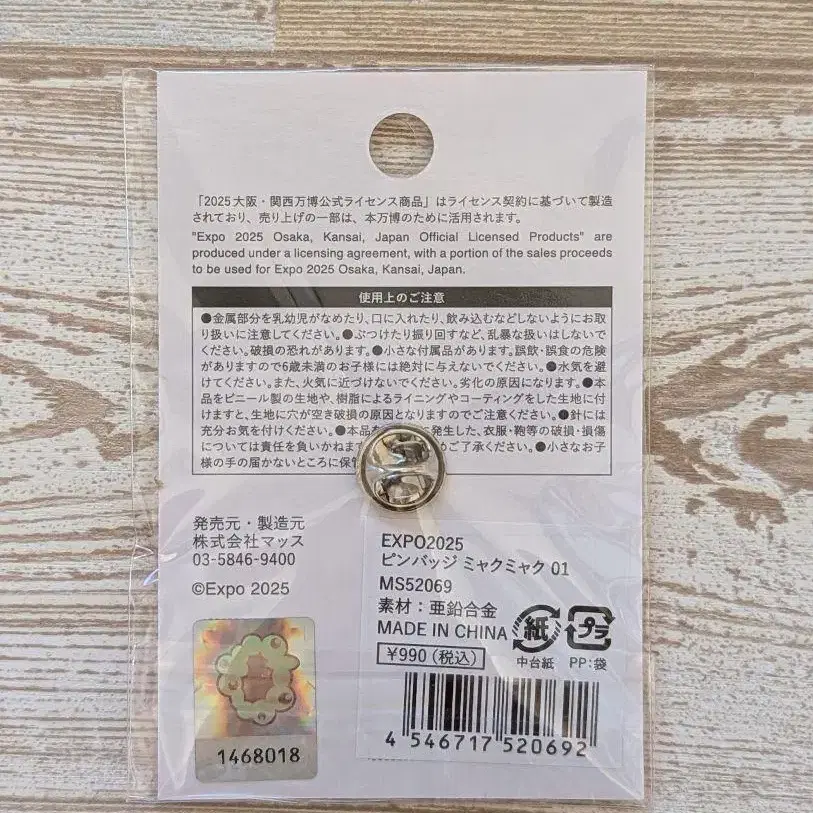 「2025大阪・関西万博公式ライセンス商品」はライセンス契約に基づいて製造
されており、売り上げの一部は、本万博のために活用されます。
"Expo 2025 Osaka, Kansai, Japan Official Licensed Products" are
produced under a licensing agreement, with a portion of the sales proceeds
to be used for Expo 2025 Osaka, Kansai, Japan.
使用上のご注意
●金属部分を乳幼児がなめたり、口に入れたり、飲み込むなどしないようにお取
り扱いに注意してください。●ぶつけたり振り回すなど、乱暴な扱いはしないで
ください。破損の恐れがあります。●小さな付属品があります。誤飲・誤食の危険
がありますので6歳未満のお子様には絶対に与えないでください。●水気を避
けてください。また、火気に近づけないでください。劣化の原因になります。●本
品をビニール製の生地や、樹脂によるライニングやコーティングをした生地に付
けますと、生地に穴が空き破損の原因となりますのでご注意ください。●針には
充分お気を付けください。●本品を 発生した、衣服・鞄等の破損・損傷
については責任を負いかねます めご了承ください。●小さなお子
様の手の届かないところに保管
発売元・製造元
株式会社マッス
03-5846-9400
©Expo 2025
1468018
EXPO2025
ピンバッジ ミャクミャク 01
MS52069
素材：亜鉛合金
MADE IN CHINA
¥990(税込)
紙
中台紙
プラ
PP:袋
4 546717 520692